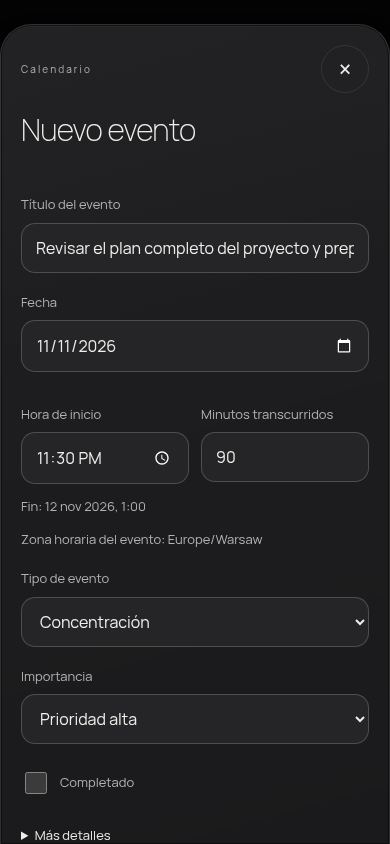 Calendario
Nuevo evento
Título del evento
Revisar el plan completo del proyecto y prep
Fecha
11/11/2026
Hora de inicio
Minutos transcurridos
11:30 PM
90
Fin: 12 nov 2026, 1:00
Zona horaria del evento: Europe/Warsaw
Tipo de evento
Concentración
Importancia
Prioridad alta
Completado
Más detalles